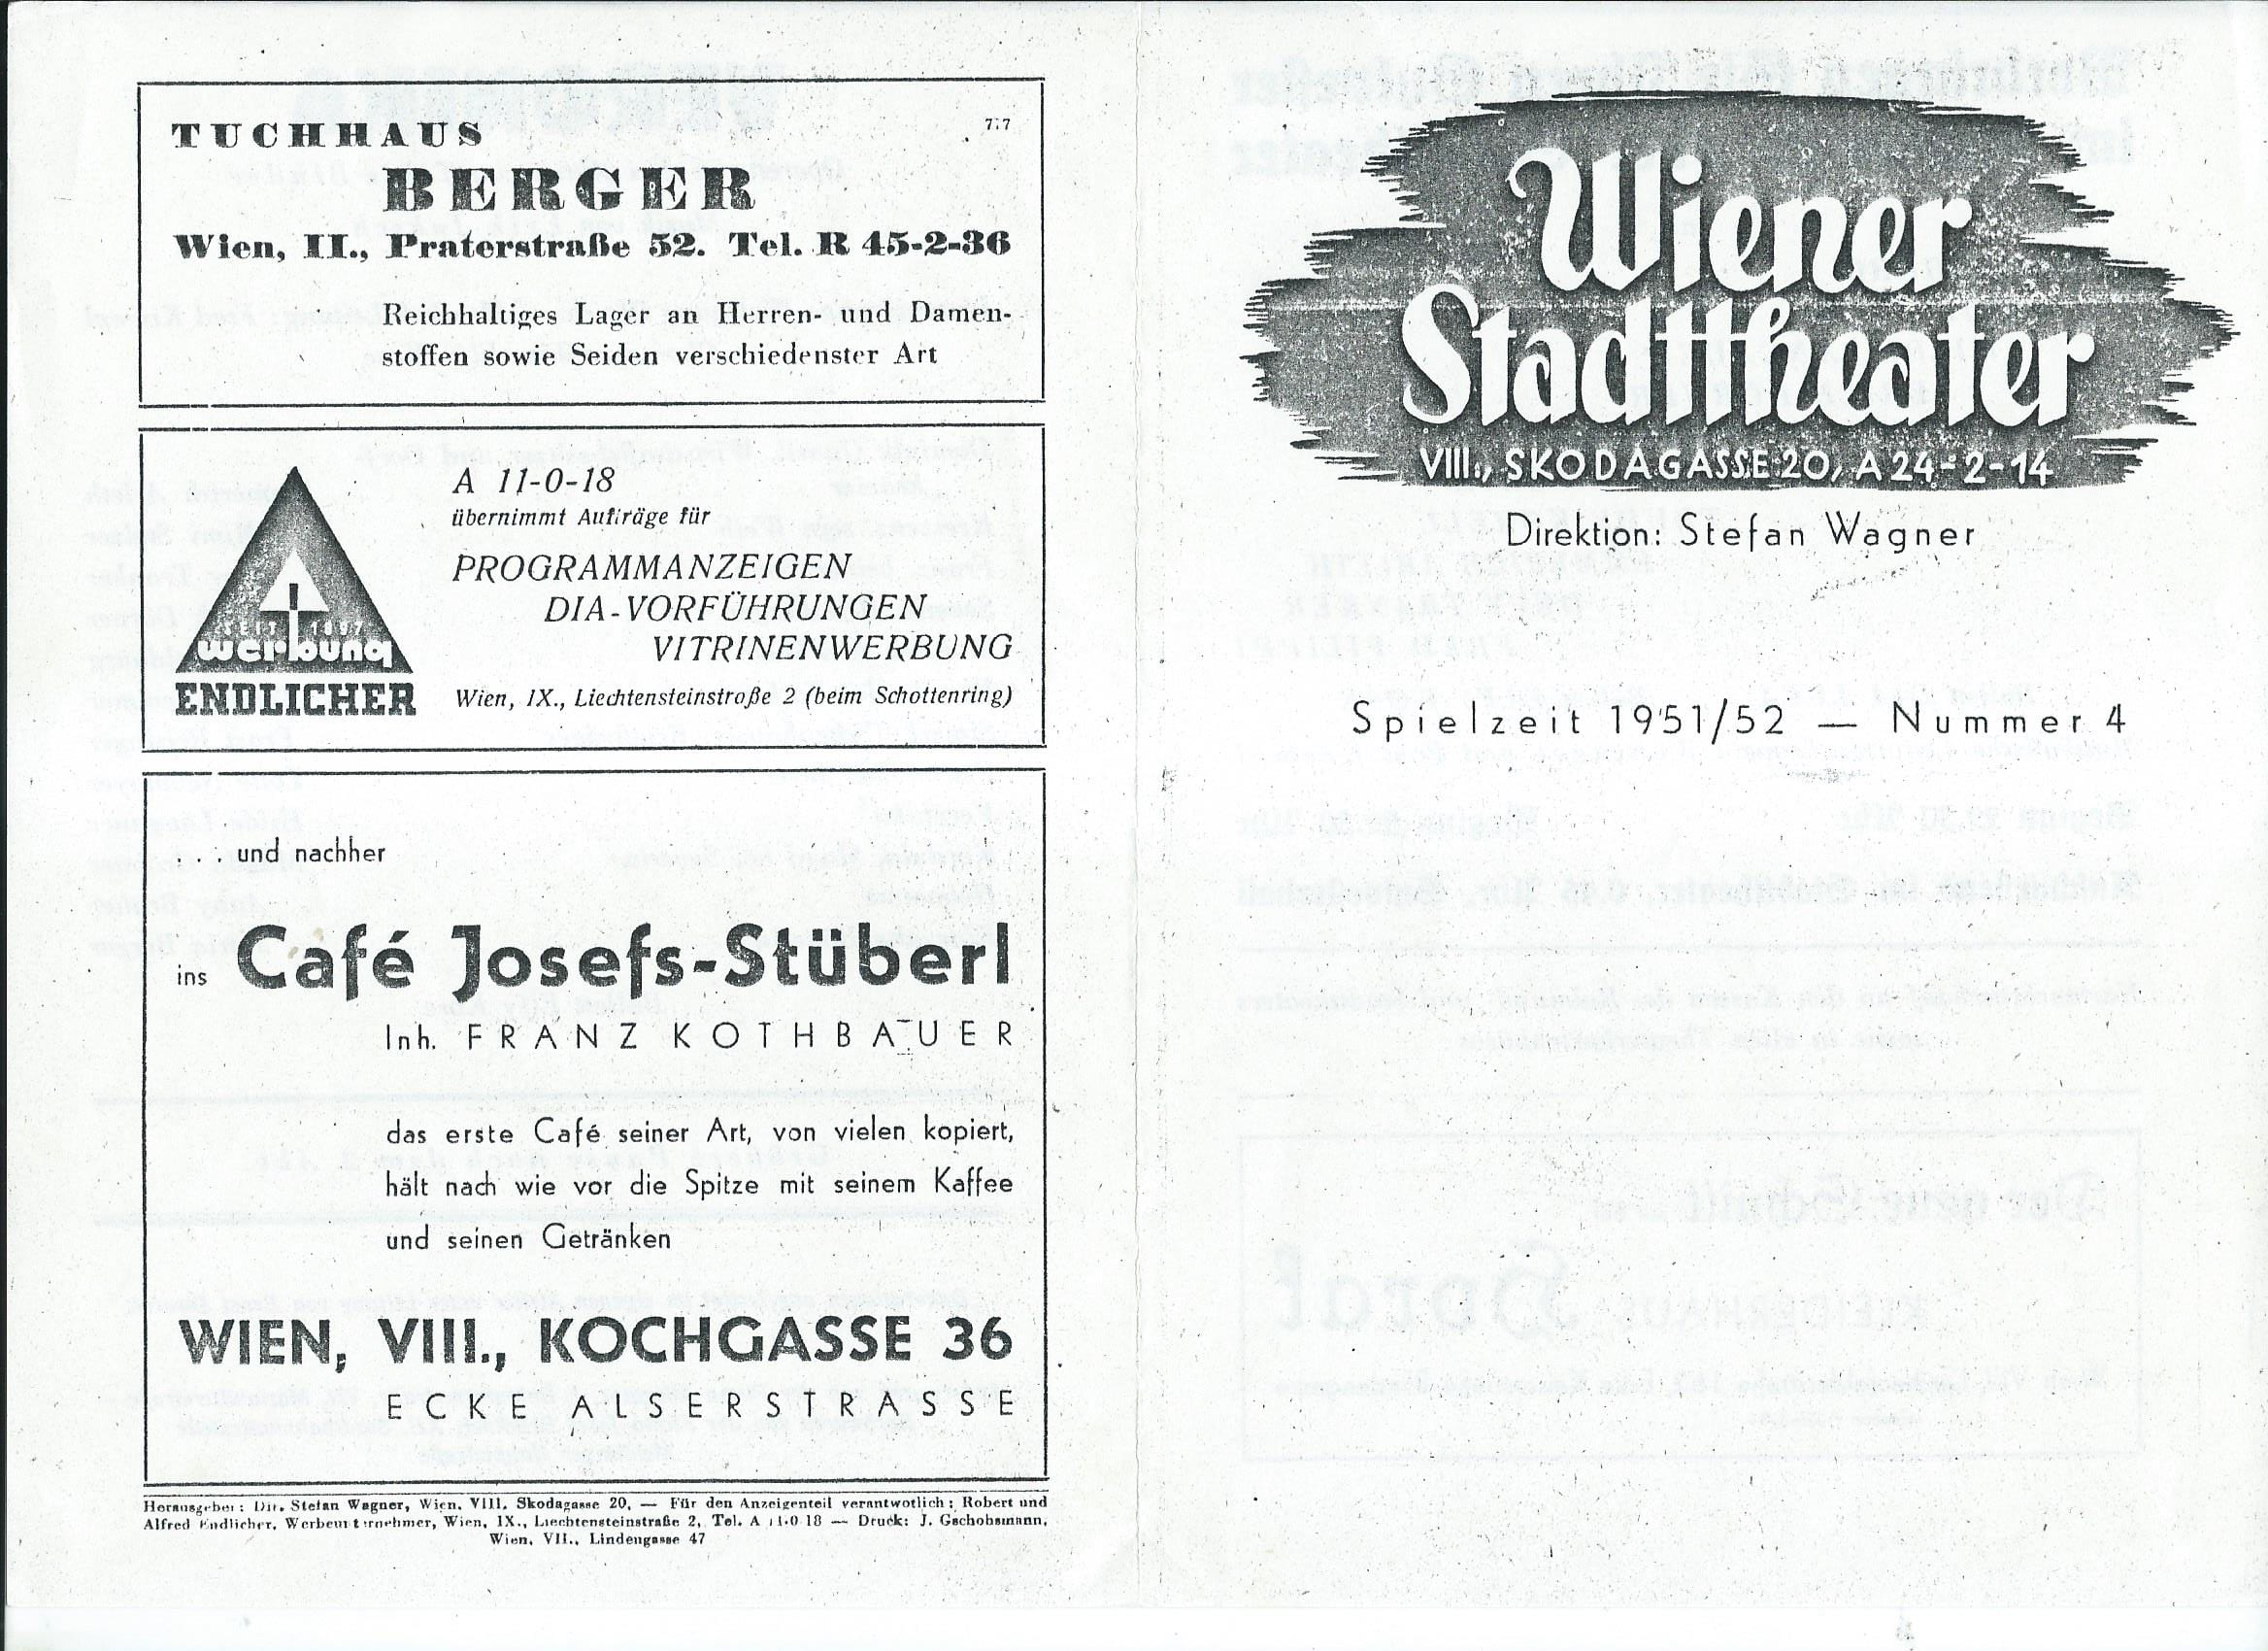 TUCHHAUS
7:7
BERGER
Wien, II., Praterstraße 52. Tel. R 45-2-36
Reichhaltiges Lager an Herren- und Damen-
stoffen sowie Seiden verschiedenster Art
A 11-0-18
übernimmt Aufträge für
PROGRAMMANZEIGEN
DIA-VORFÜHRUNGEN
VITRINENWERBUNG
werbung
ENDLICHER
Wien, IX., Liechtensteinstraße 2 (beim Schottenring)
. . . und nachher
ins Café Josefs-Stüberl
Inh. FRANZ KOTHBAUER
das erste Café seiner Art, von vielen kopiert,
hält nach wie vor die Spitze mit seinem Kaffee
und seinen Getränken
WIEN, VIII., KOCHGASSE 36
ECKE ALSERSTRASSE
Herausgeber: Dir. Stefan Wagner, Wien, VIII, Skodagasse 20, — Für den Anzeigenteil verantwotlich: Robert und
Alfred Endlicher, Werbeunternehmer, Wien, IX., Liechtensteinstraße 2, Tel. A 11-0 18 — Druck: J. Gschobsmann,
Wien, VII., Lindengasse 47
Wiener
Stadttheater
VIII., SKODAGASSE 20, A 24-2-14
Direktion: Stefan Wagner
Spielzeit 1951/52 — Nummer 4